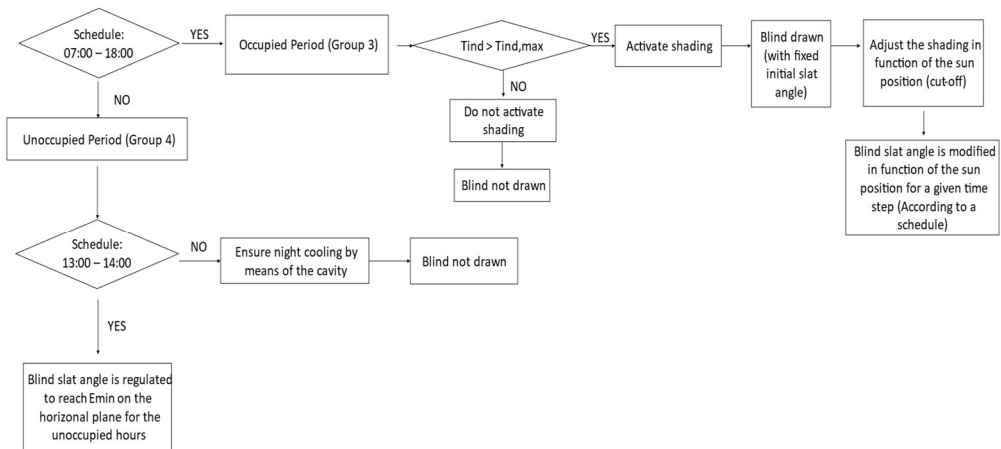 Schedule:
07:00 – 18:00
YES
Occupied Period (Group 3)
Tind > Tind,max
YES
Activate shading
Blind drawn
(with fixed
initial slat
angle)
Adjust the shading in
function of the sun
position (cut-off)
NO
Unoccupied Period (Group 4)
NO
Do not activate
shading
Blind not drawn
Blind slat angle is modified
in function of the sun
position for a given time
step (According to a
schedule)
Schedule:
13:00 – 14:00
NO
Ensure night cooling by
means of the cavity
Blind not drawn
YES
Blind slat angle is regulated
to reach Emin on the
horizonal plane for the
unoccupied hours